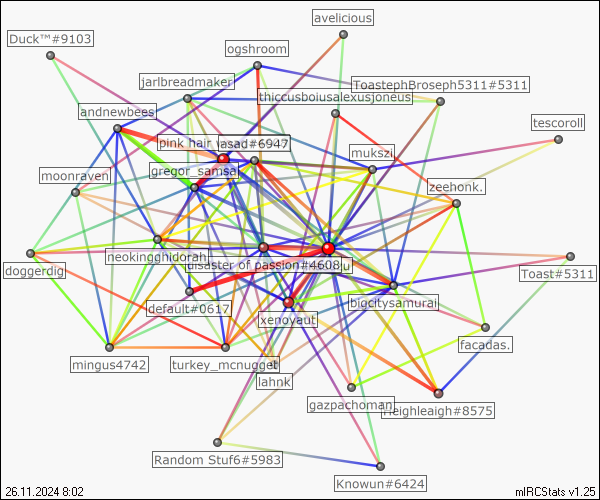 avelicious
Duck™#9103
ogshroom
jarlbreadmaker
ToastephBroseph5311#5311
thiccusboiusalexusjoneus
andnewbees
tescoroll
pink hair
asad#6947
mukszi
gregor_samsa
moonraven
zeehonk.
neokingghidorah
disaster of passion#4608
doggerdig
Toast#5311
default#0617
bigcitysamurai
xenoyaut
facadas.
mingus4742
turkey_mcnugget
lahnk
gazpachoman
Heighleagh#8575
Random Stuf6#5983
Knowun#6424
26.11.2024 8:02
mIRCStats v1.25